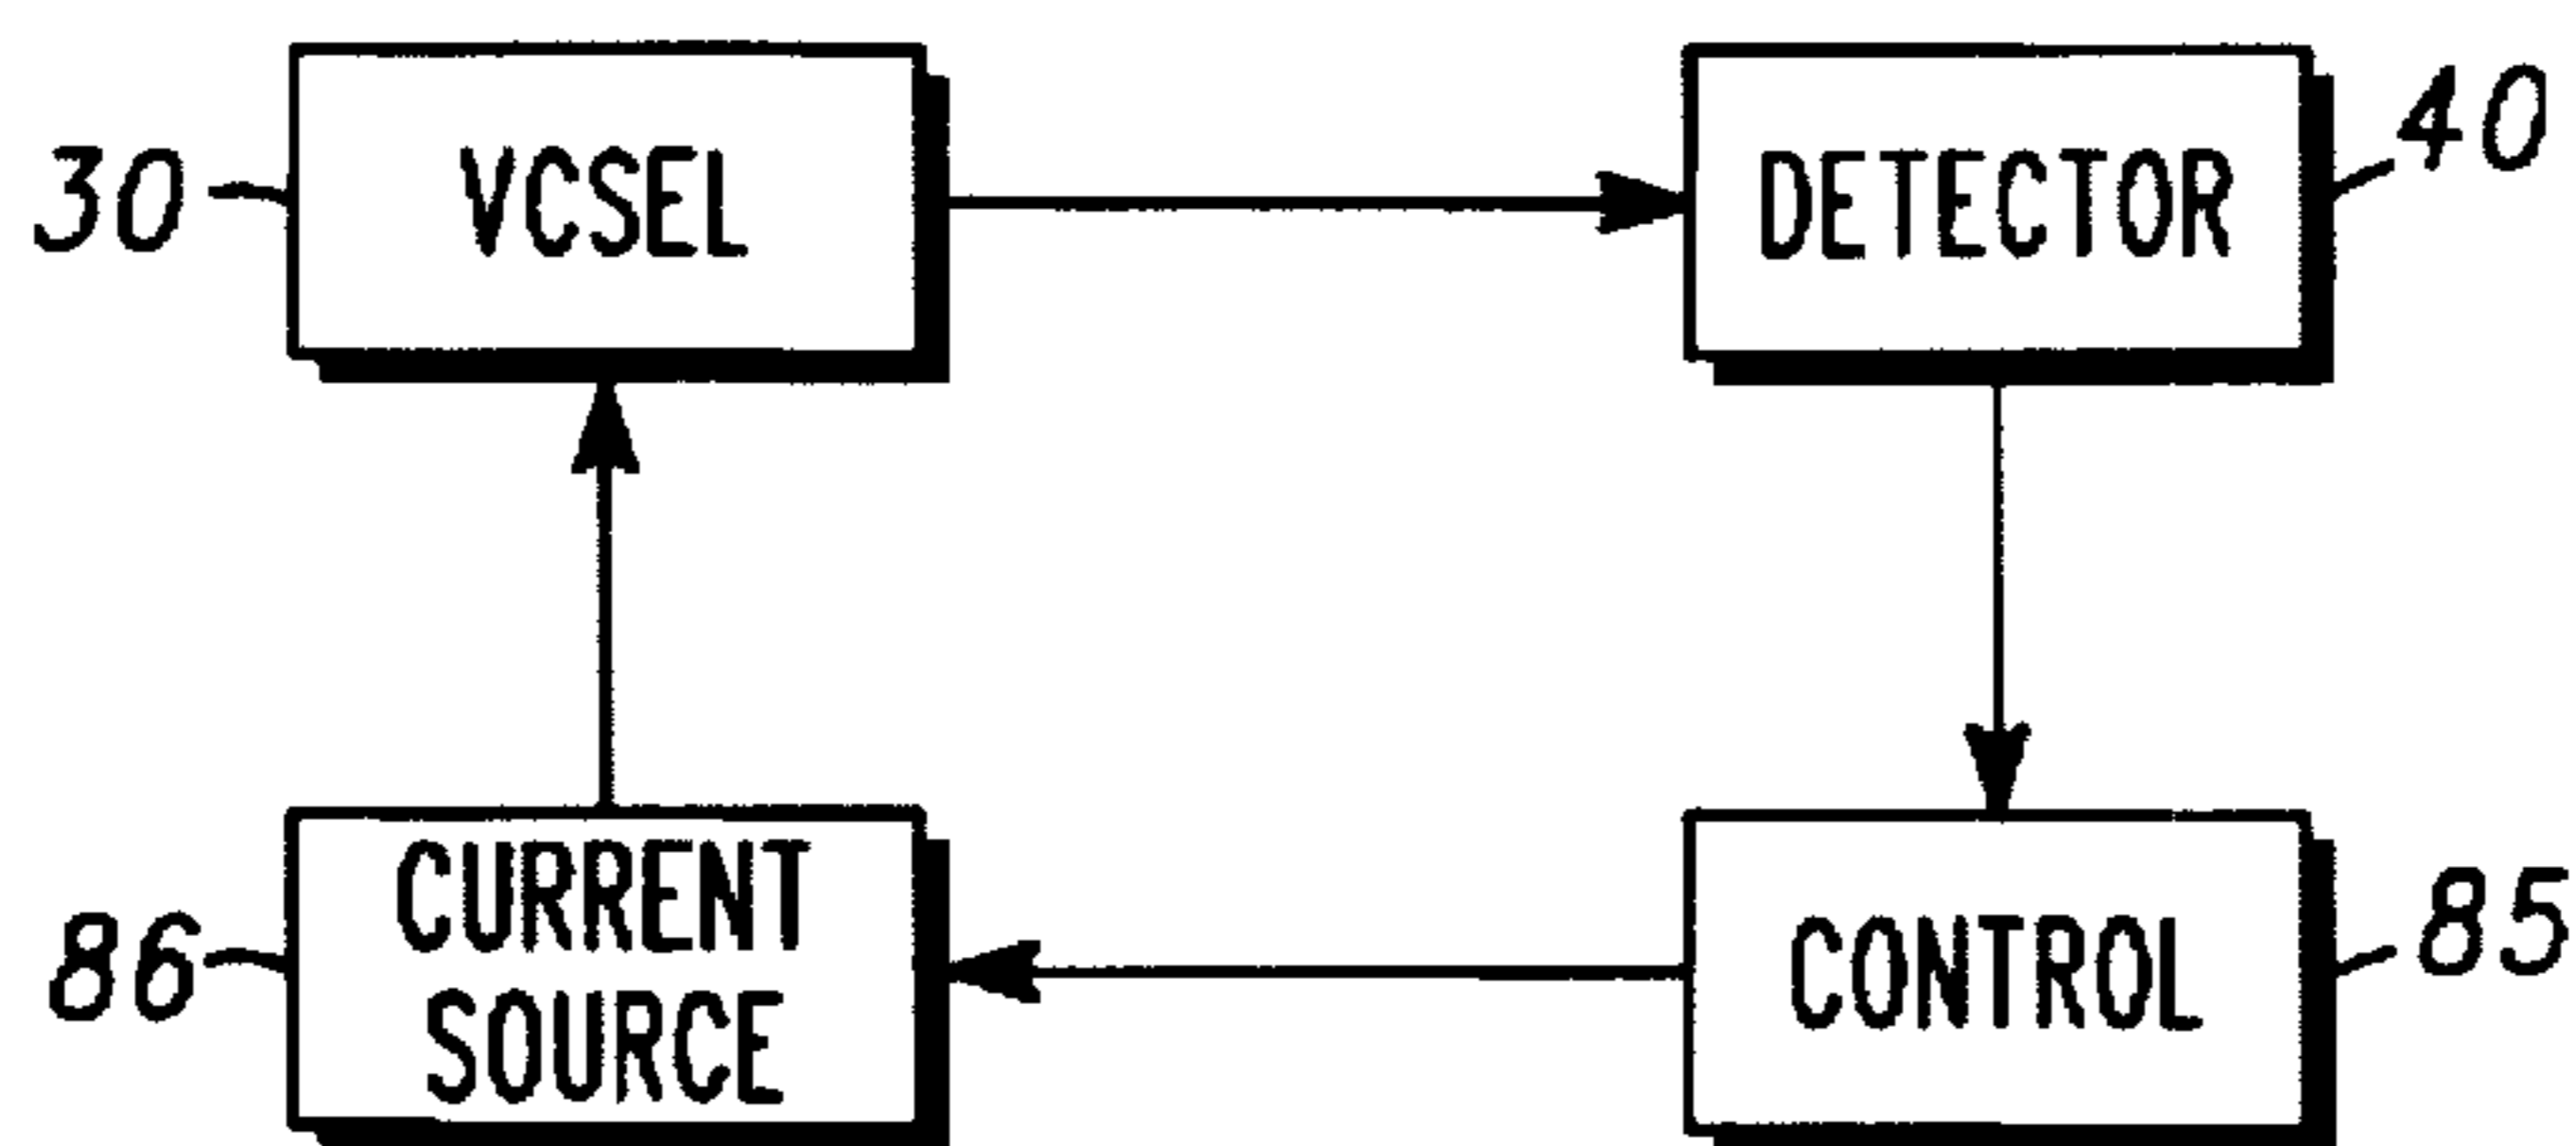 30
VCSEL
DETECTOR
40
86
CURRENT
SOURCE
CONTROL
85